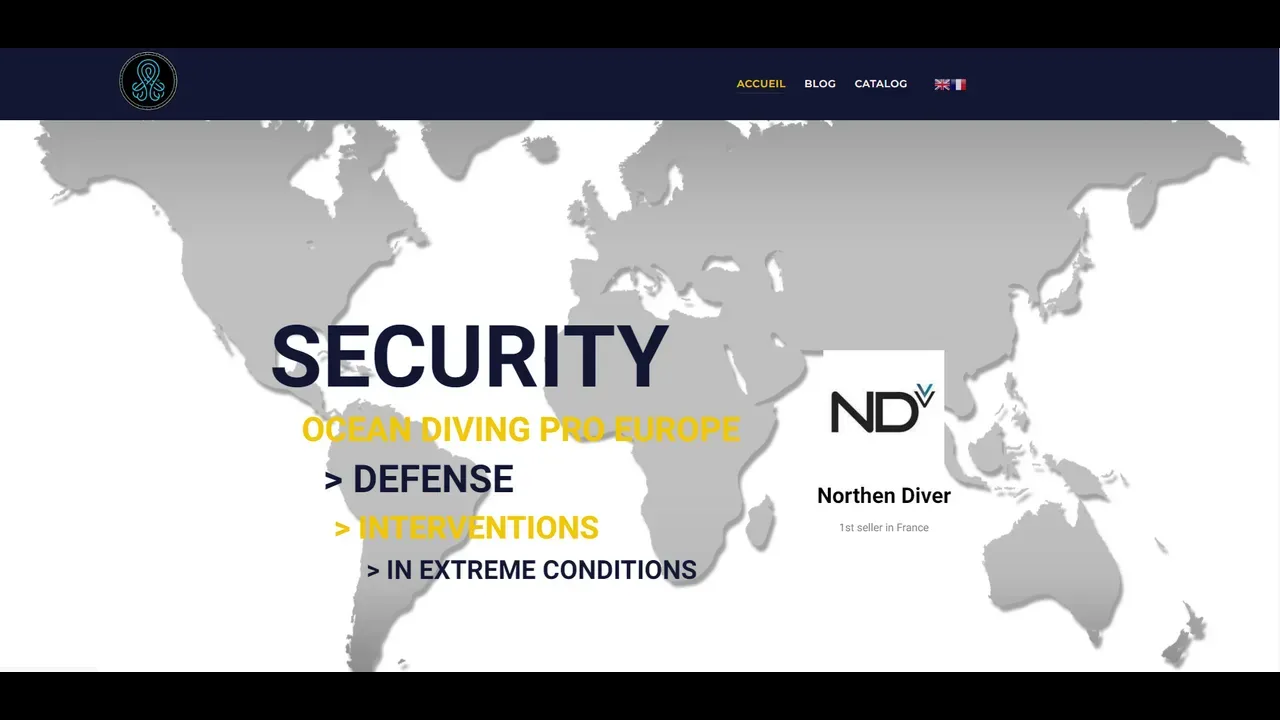 ACCUEIL BLOG CATALOG
SECURITY
OCEAN DIVING PRO EUROPE
> DEFENSE
> INTERVENTIONS
> IN EXTREME CONDITIONS
ND
Northen Diver
1st seller in France